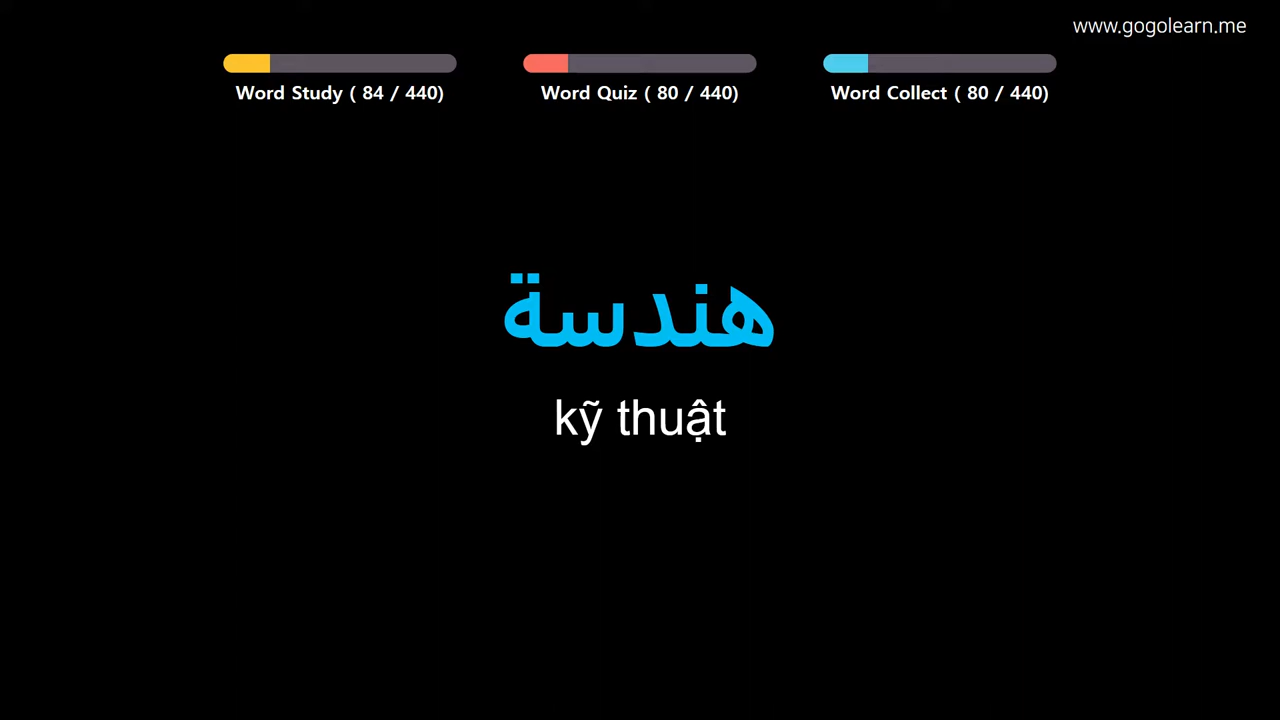 www.gogolearn.me
Word Study ( 84 / 440)
Word Quiz ( 80 / 440)
Word Collect ( 80 / 440)
هندسة
kỹ thuật